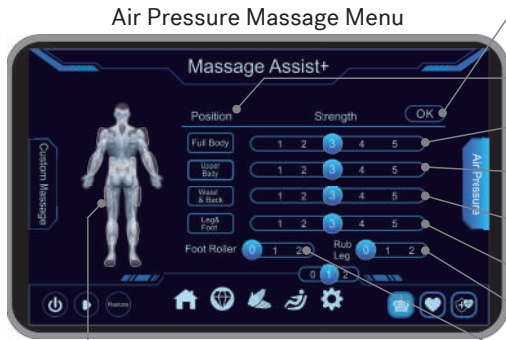 Air Pressure Massage Menu
Massage Assist+
Position Strength OK
Full Body 1 2 3 4 5
Upper
Body 1 2 3 4 5
Waist
& Back 1 2 3 4 5
Leg&
Foot 1 2 3 4 5
Foot Roller 0 1 2 Rub
Leg 0 1 2
0 1 2
Custom Massage
Air Pressura